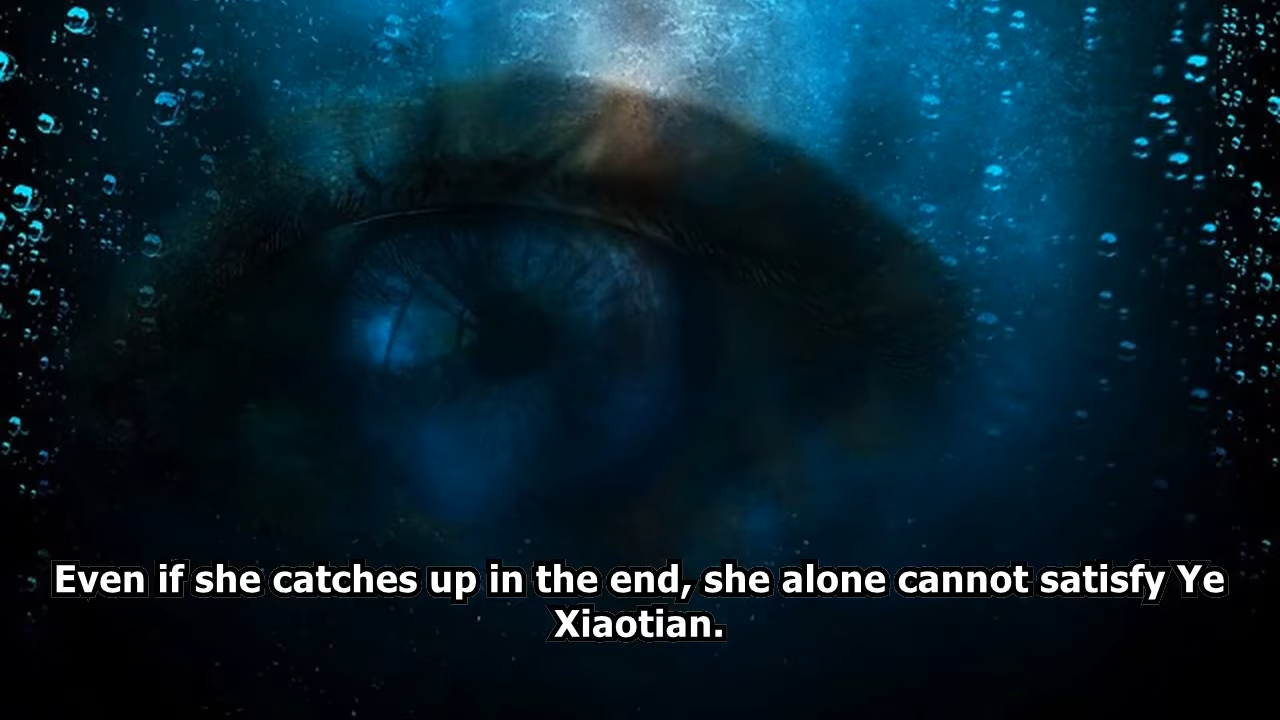 Even if she catches up in the end, she alone cannot satisfy Ye
Xiaotian.